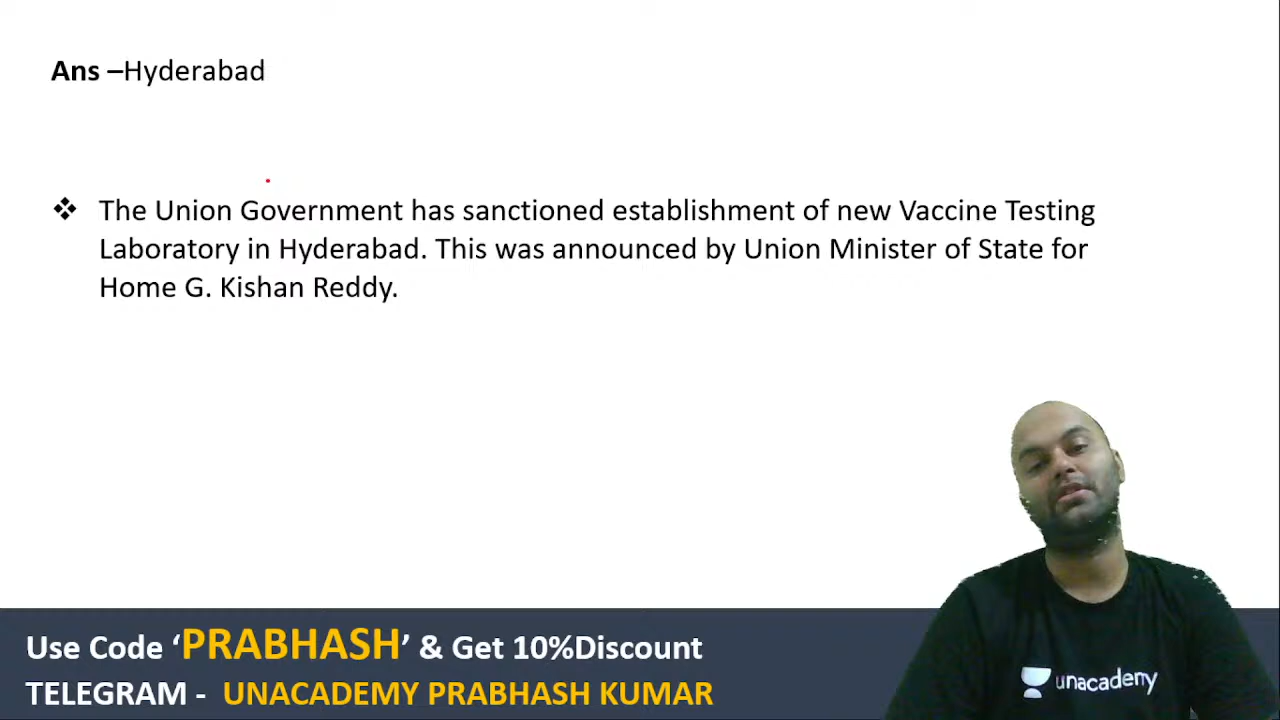 Ans –Hyderabad
❖ The Union Government has sanctioned establishment of new Vaccine Testing
Laboratory in Hyderabad. This was announced by Union Minister of State for
Home G. Kishan Reddy.
unacademy
Use Code ‘PRABHASH’ & Get 10%Discount
TELEGRAM - UNACADEMY PRABHASH KUMAR